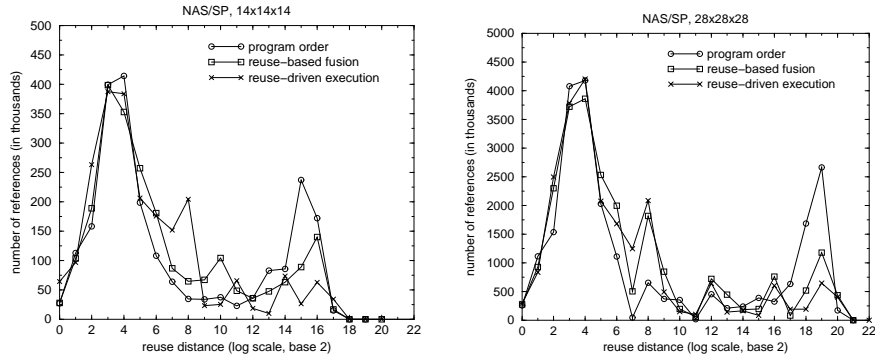 NAS/SP, 14x14x14
500
450
400
350
300
250
200
150
100
50
0
number of references (in thousands)
program order
reuse−based fusion
reuse−driven execution
0 2 4 6 8 10 12 14 16 18 20 22
reuse distance (log scale, base 2)
NAS/SP, 28x28x28
5000
4500
4000
3500
3000
2500
2000
1500
1000
500
0
number of references (in thousands)
program order
reuse−based fusion
reuse−driven execution
0 2 4 6 8 10 12 14 16 18 20 22
reuse distance (log scale, base 2)